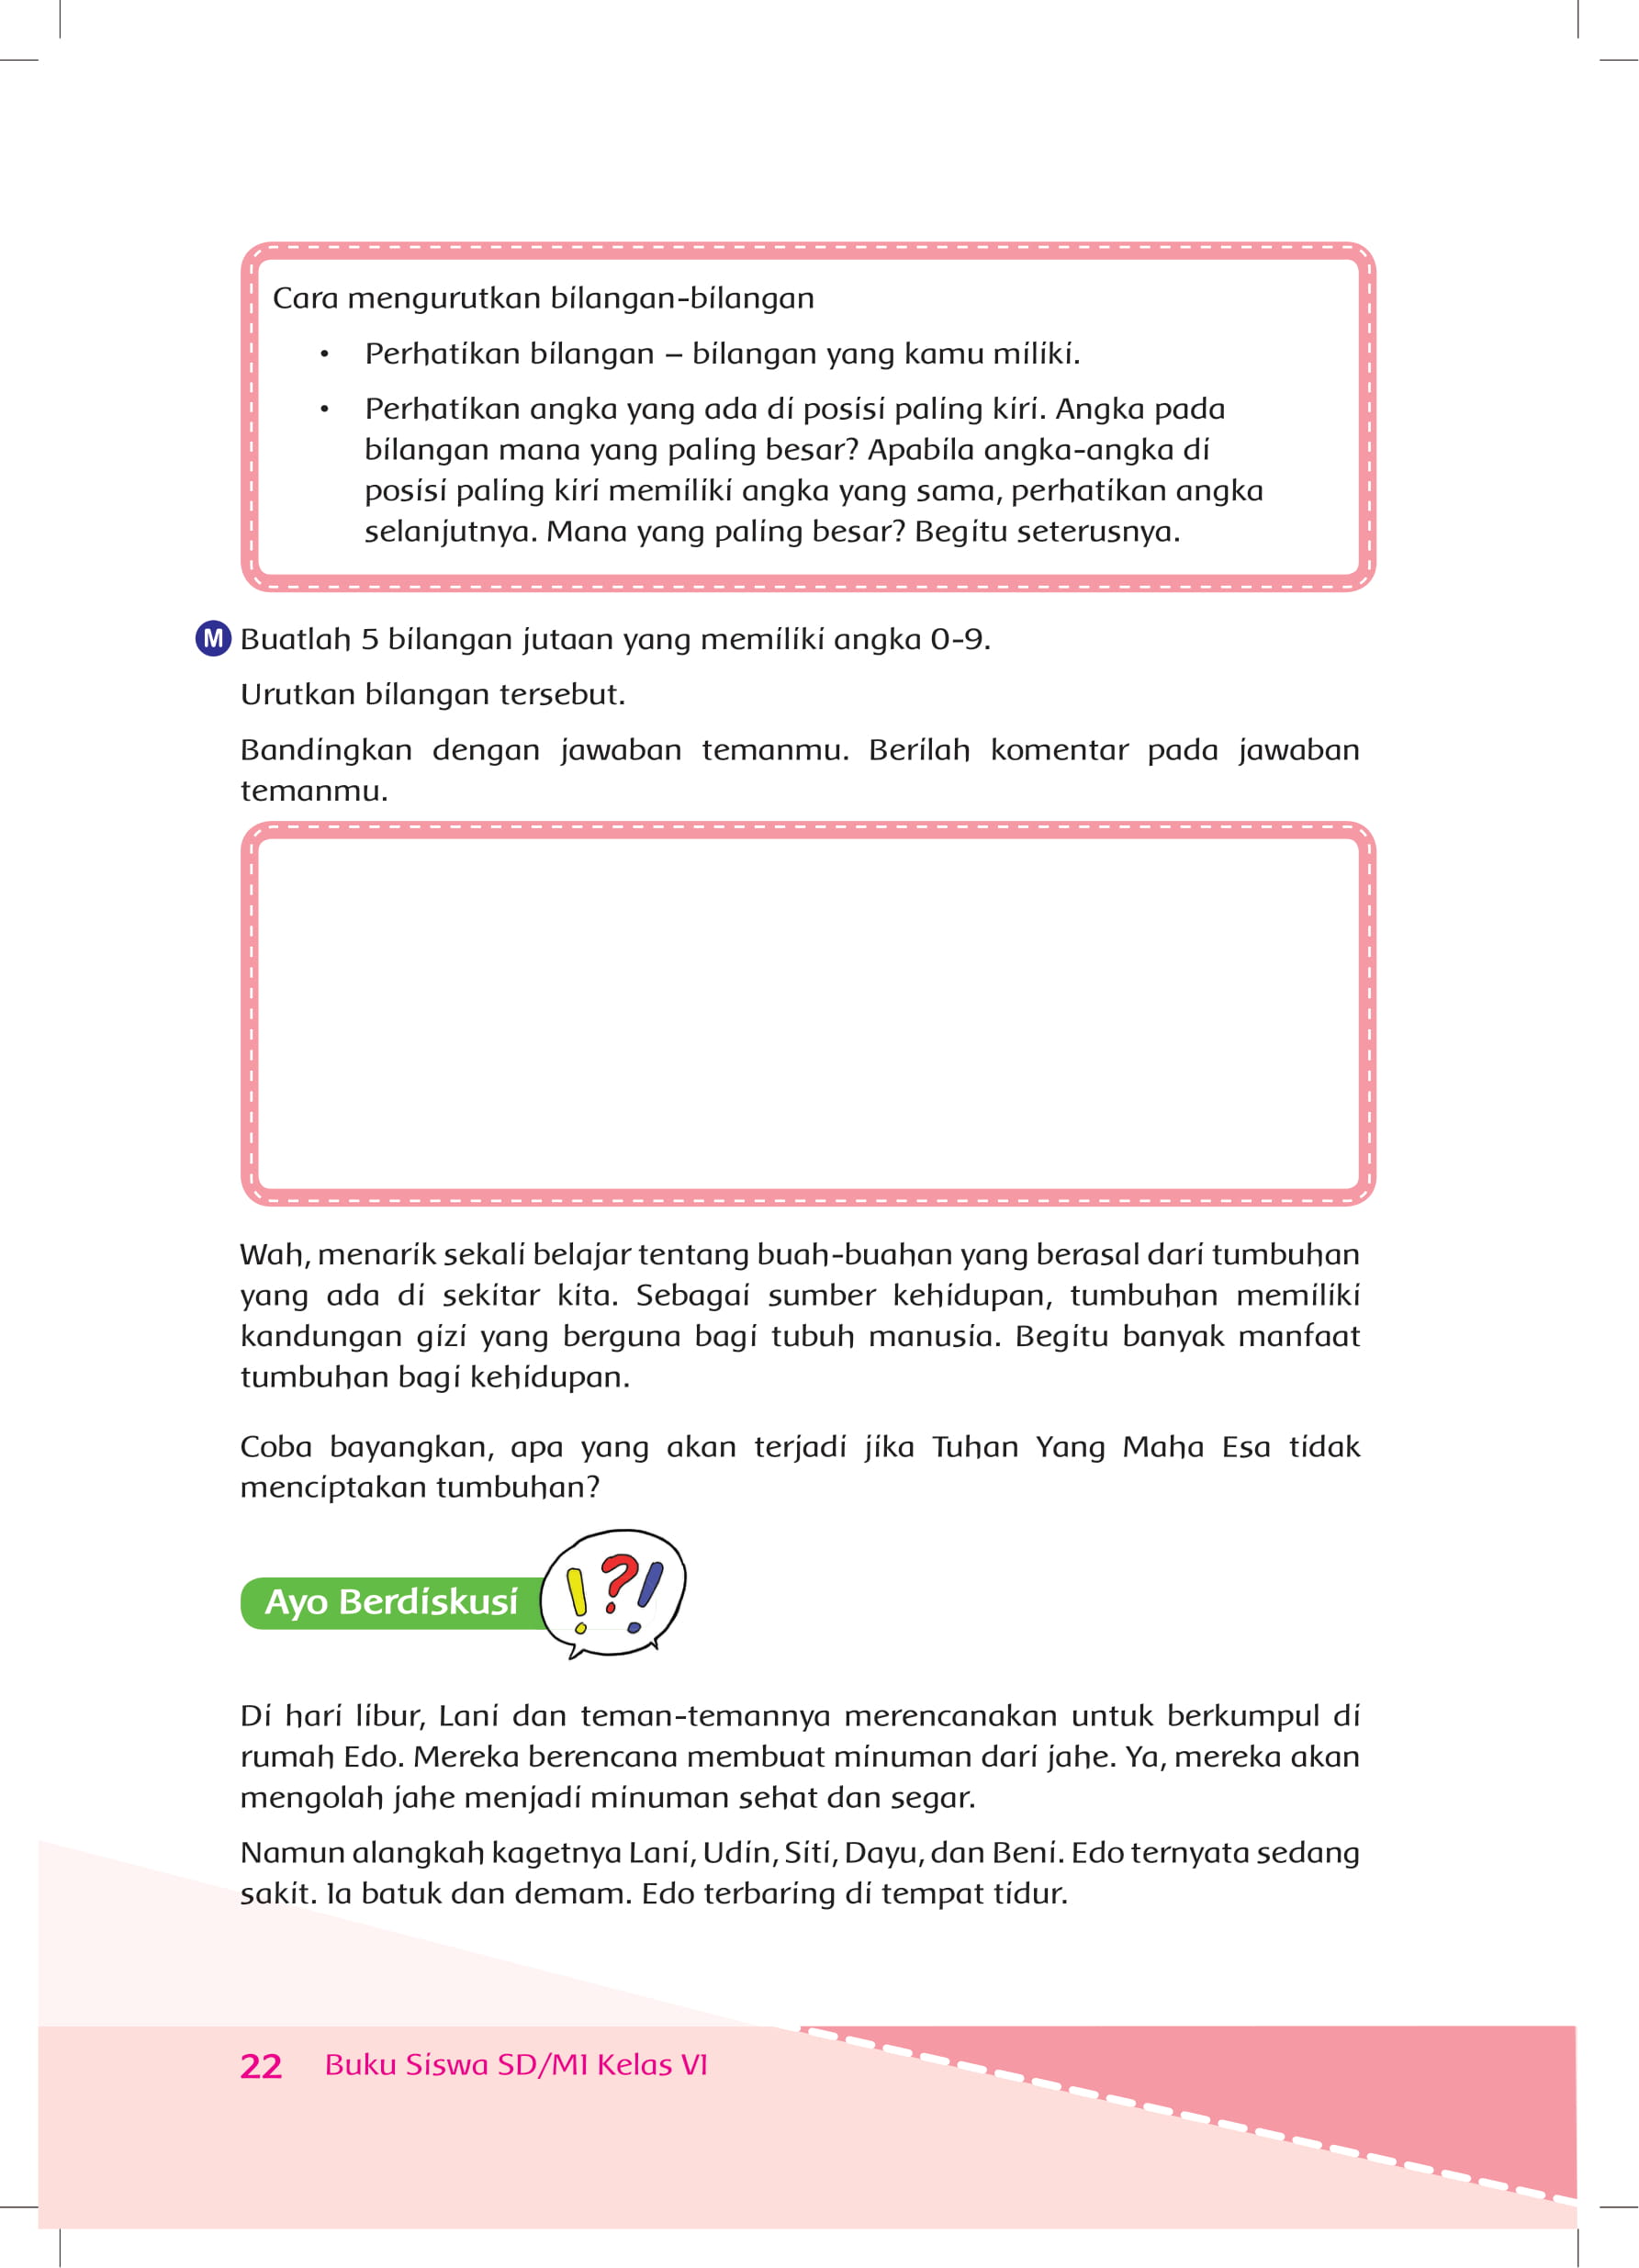 Cara mengurutkan bilangan-bilangan
• Perhatikan bilangan – bilangan yang kamu miliki.
• Perhatikan angka yang ada di posisi paling kiri. Angka pada
bilangan mana yang paling besar? Apabila angka-angka di
posisi paling kiri memiliki angka yang sama, perhatikan angka
selanjutnya. Mana yang paling besar? Begitu seterusnya.
M Buatlah 5 bilangan jutaan yang memiliki angka 0-9.
Urutkan bilangan tersebut.
Bandingkan dengan jawaban temanmu. Berilah komentar pada jawaban
temanmu.
Wah, menarik sekali belajar tentang buah-buahan yang berasal dari tumbuhan
yang ada di sekitar kita. Sebagai sumber kehidupan, tumbuhan memiliki
kandungan gizi yang berguna bagi tubuh manusia. Begitu banyak manfaat
tumbuhan bagi kehidupan.
Coba bayangkan, apa yang akan terjadi jika Tuhan Yang Maha Esa tidak
menciptakan tumbuhan?
Ayo Berdiskusi !?!
Di hari libur, Lani dan teman-temannya merencanakan untuk berkumpul di
rumah Edo. Mereka berencana membuat minuman dari jahe. Ya, mereka akan
mengolah jahe menjadi minuman sehat dan segar.
Namun alangkah kagetnya Lani, Udin, Siti, Dayu, dan Beni. Edo ternyata sedang
sakit. Ia batuk dan demam. Edo terbaring di tempat tidur.
22 Buku Siswa SD/MI Kelas VI